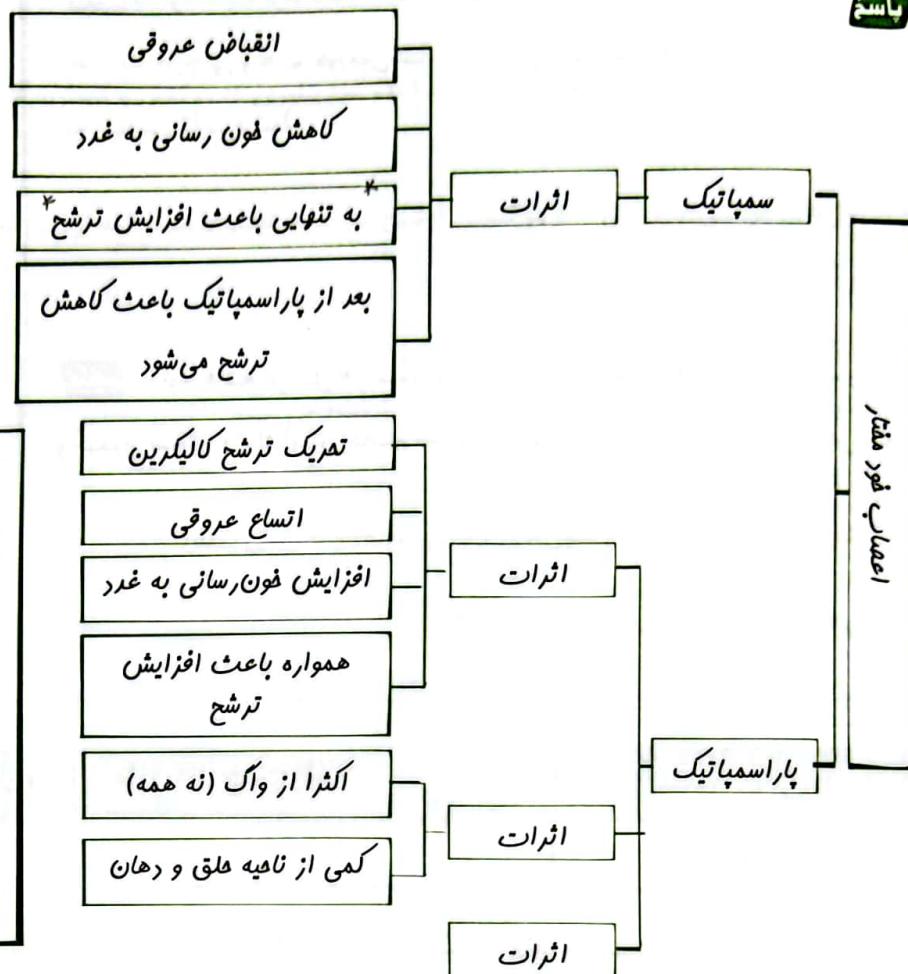 پاسخ
اعصاب خود مختار
سمپاتیک
اثرات
انقباض عروقی
کاهش خون رسانی به غدد
*به تنهایی باعث افزایش ترشح*
بعد از پاراسمپاتیک باعث کاهش
ترشح می‌شود
پاراسمپاتیک
اثرات
تحریک ترشح کالیکرین
اتساع عروقی
افزایش خون‌رسانی به غدد
همواره باعث افزایش
ترشح
اثرات
اکثرا از واگ (نه همه)
کمی از ناحیه حلق و دهان
اثرات